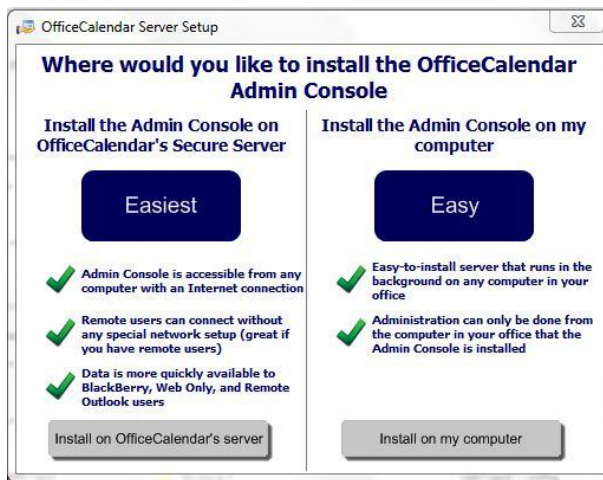 OfficeCalendar Server Setup
Where would you like to install the OfficeCalendar
Admin Console
Install the Admin Console on
OfficeCalendar's Secure Server
Easiest
Admin Console is accessible from any
computer with an Internet connection
Remote users can connect without
any special network setup (great if
you have remote users)
Data is more quickly available to
BlackBerry, Web Only, and Remote
Outlook users
Install on OfficeCalendar's server
Install the Admin Console on my
computer
Easy
Easy-to-install server that runs in the
background on any computer in your
office
Administration can only be done from
the computer in your office that the
Admin Console is installed
Install on my computer